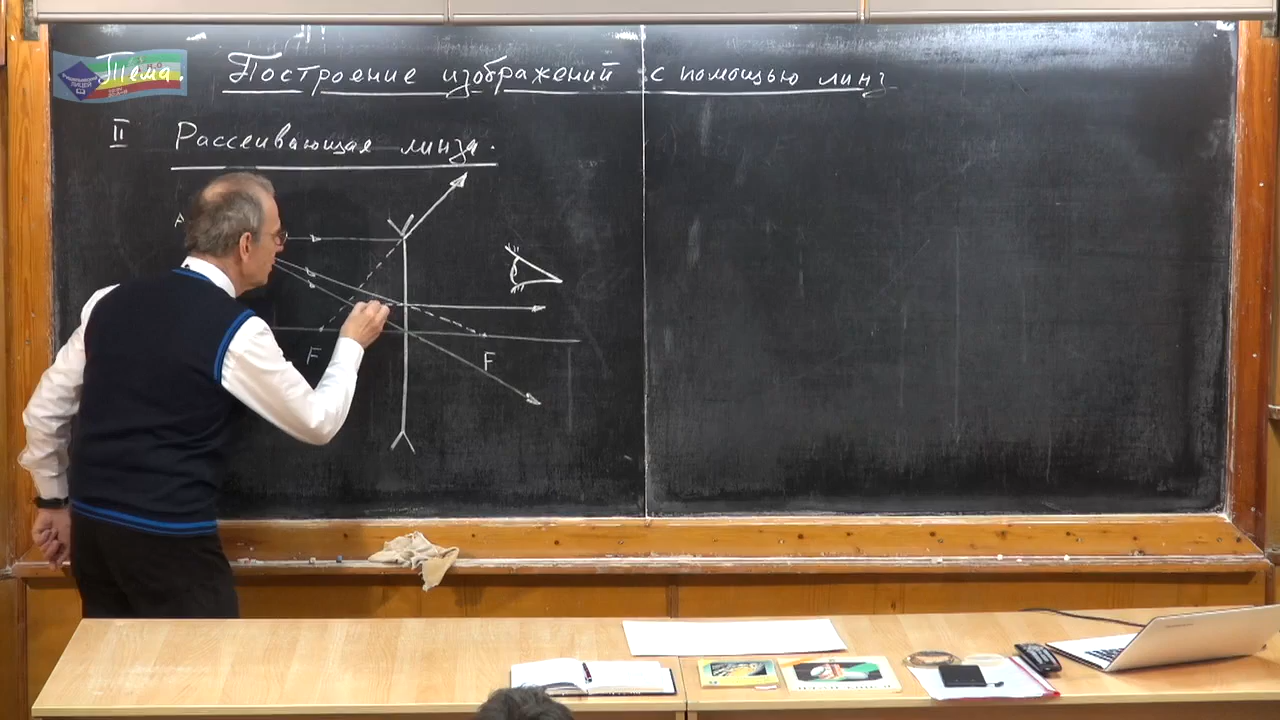 Тема. Построение изображений с помощью линз
II Рассеивающая линза.
A
F F